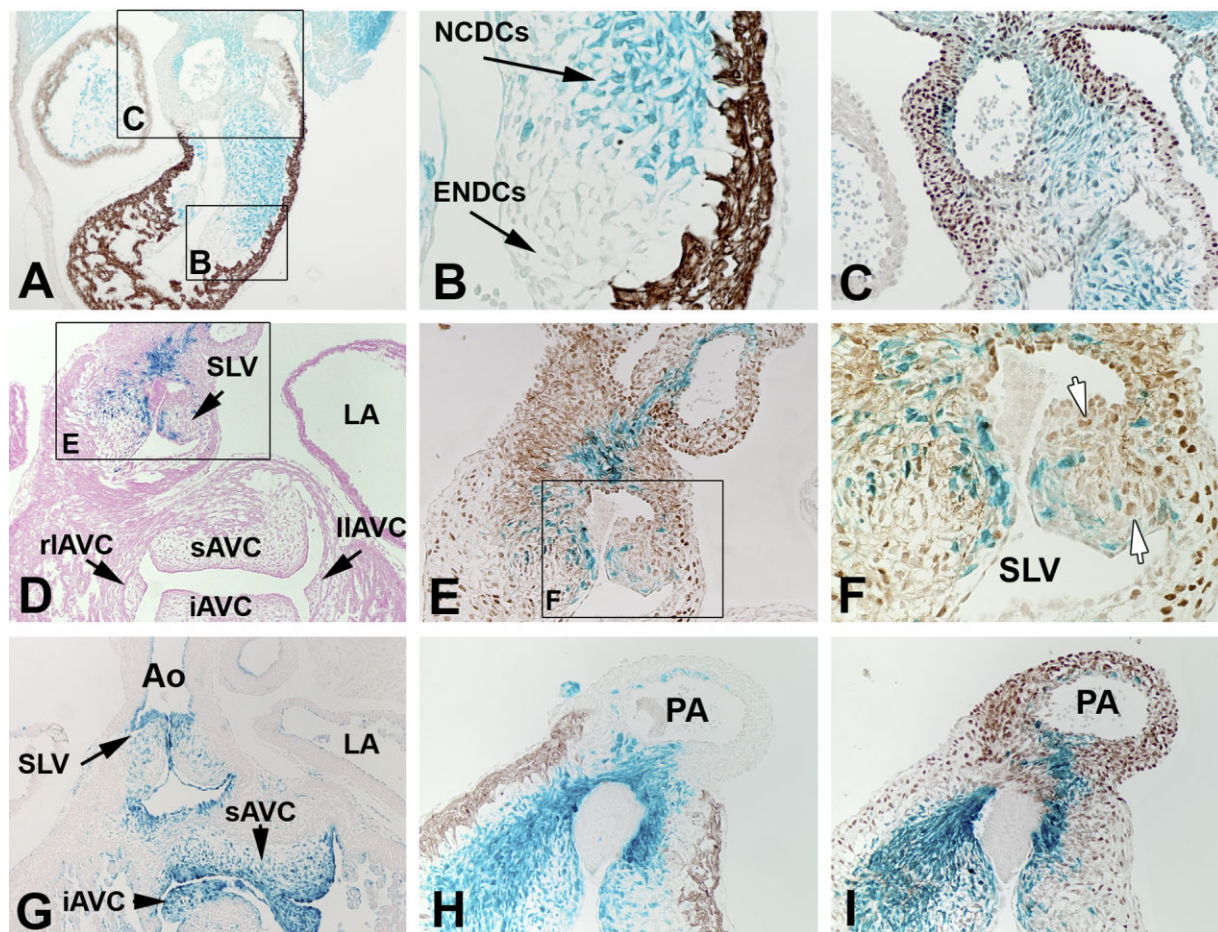 C
B
A
NCDCs
ENDCs
B
C
SLV
E
LA
rlAVC
sAVC
llAVC
iAVC
D
E
F
SLV
F
Ao
SLV
LA
sAVC
iAVC
G
PA
H
PA
I